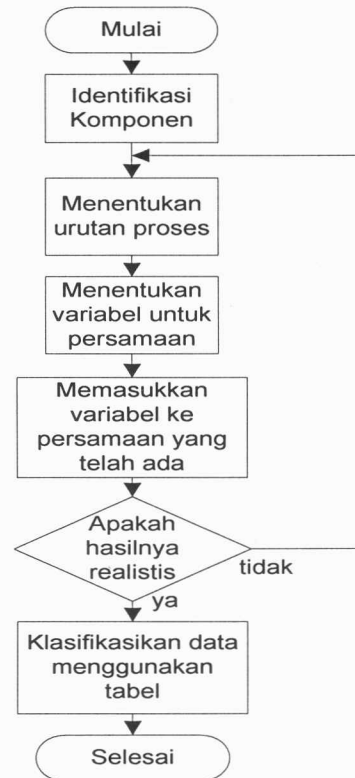 Mulai
Identifikasi
Komponen
Menentukan
urutan proses
Menentukan
variabel untuk
persamaan
Memasukkan
variabel ke
persamaan yang
telah ada
Apakah
hasilnya
realistis
tidak
ya
Klasifikasikan data
menggunakan
tabel
Selesai